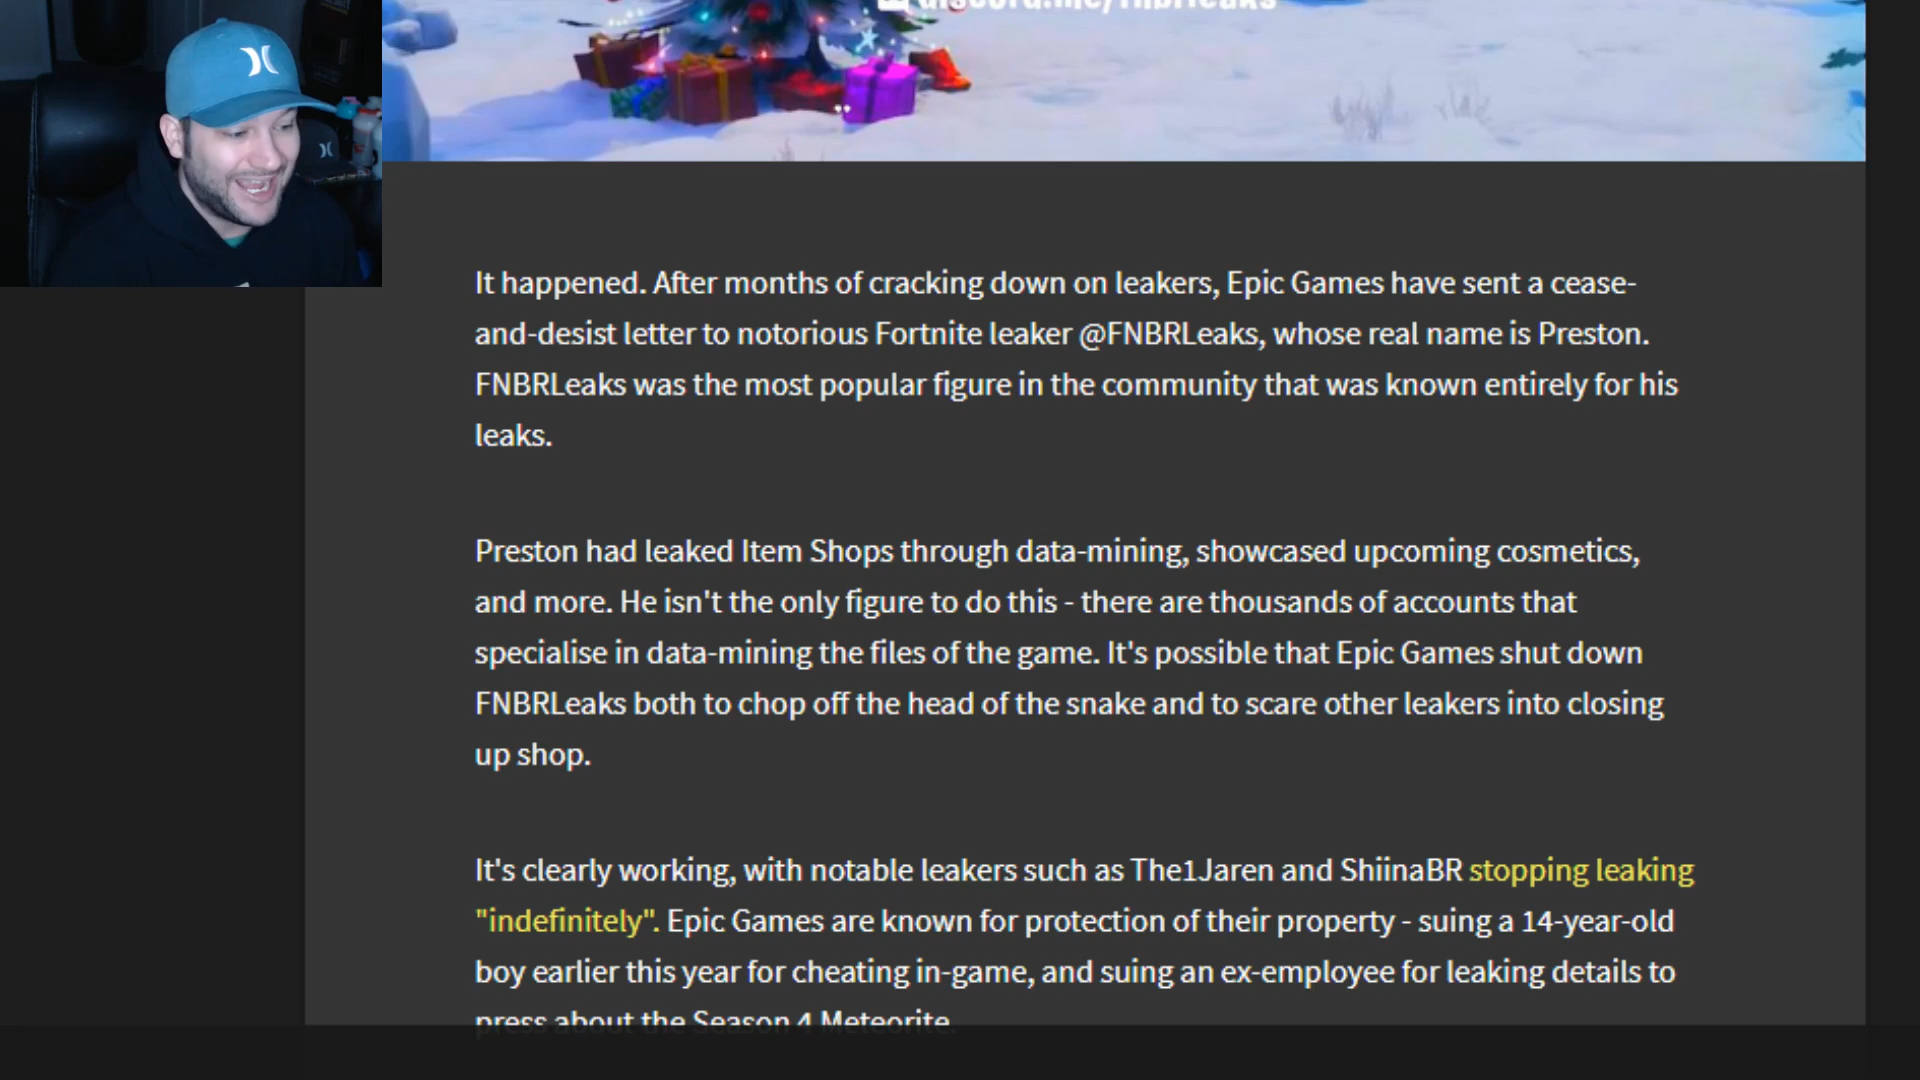 discord.me/fnbrleaks
It happened. After months of cracking down on leakers, Epic Games have sent a cease-
and-desist letter to notorious Fortnite leaker @FNBRLeaks, whose real name is Preston.
FNBRLeaks was the most popular figure in the community that was known entirely for his
leaks.
Preston had leaked Item Shops through data-mining, showcased upcoming cosmetics,
and more. He isn't the only figure to do this - there are thousands of accounts that
specialise in data-mining the files of the game. It's possible that Epic Games shut down
FNBRLeaks both to chop off the head of the snake and to scare other leakers into closing
up shop.
It's clearly working, with notable leakers such as The1Jaren and ShiinaBR stopping leaking
"indefinitely". Epic Games are known for protection of their property - suing a 14-year-old
boy earlier this year for cheating in-game, and suing an ex-employee for leaking details to
press about the Season 4 Meteorite.